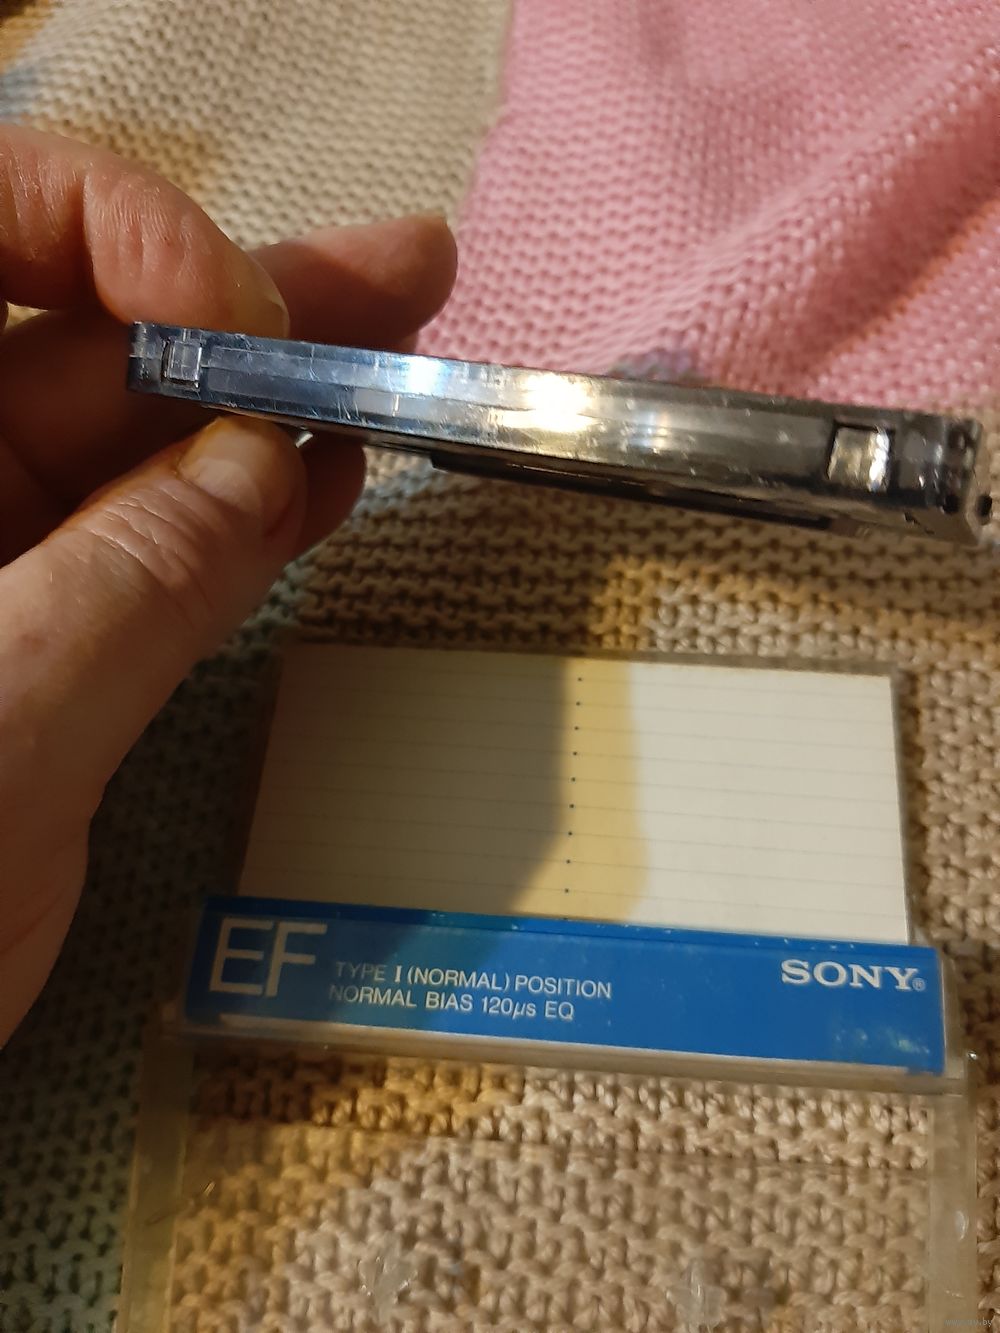 EF
TYPE I (NORMAL) POSITION
NORMAL BIAS 120µs EQ
SONY®